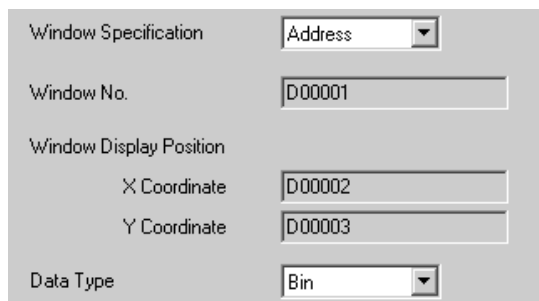 Window Specification Address
Window No. D00001
Window Display Position
X Coordinate D00002
Y Coordinate D00003
Data Type Bin